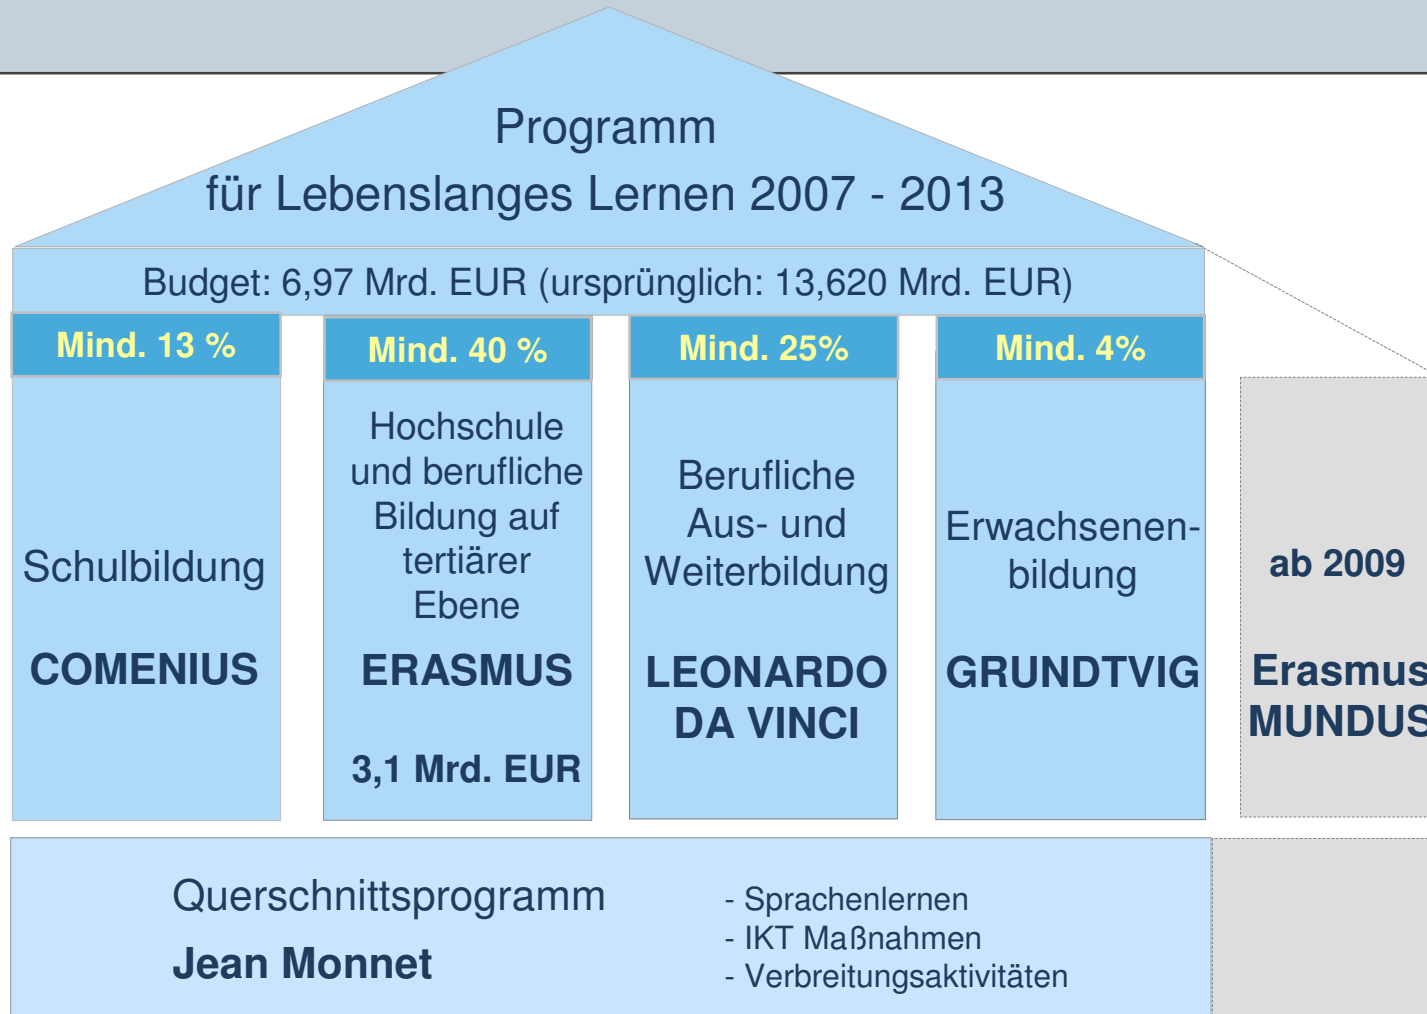 Programm
für Lebenslanges Lernen 2007 - 2013
Budget: 6,97 Mrd. EUR (ursprünglich: 13,620 Mrd. EUR)
Mind. 13 %
Schulbildung
COMENIUS
Mind. 40 %
Hochschule
und berufliche
Bildung auf
tertiärer
Ebene
ERASMUS
3,1 Mrd. EUR
Mind. 25%
Berufliche
Aus- und
Weiterbildung
LEONARDO
DA VINCI
Mind. 4%
Erwachsenen-
bildung
GRUNDTVIG
ab 2009
Erasmus
MUNDUS
Querschnittsprogramm
Jean Monnet
- Sprachenlernen
- IKT Maßnahmen
- Verbreitungsaktivitäten